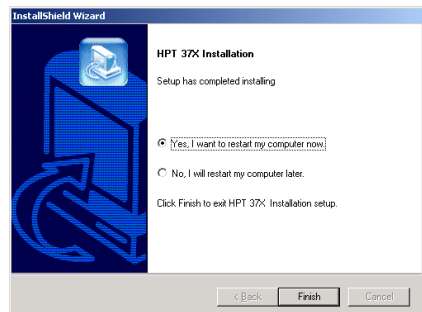 InstallShield Wizard
HPT 37X Installation
Setup has completed installing
Yes, I want to restart my computer now.
No, I will restart my computer later.
Click Finish to exit HPT 37X Installation setup.
< Back Finish Cancel